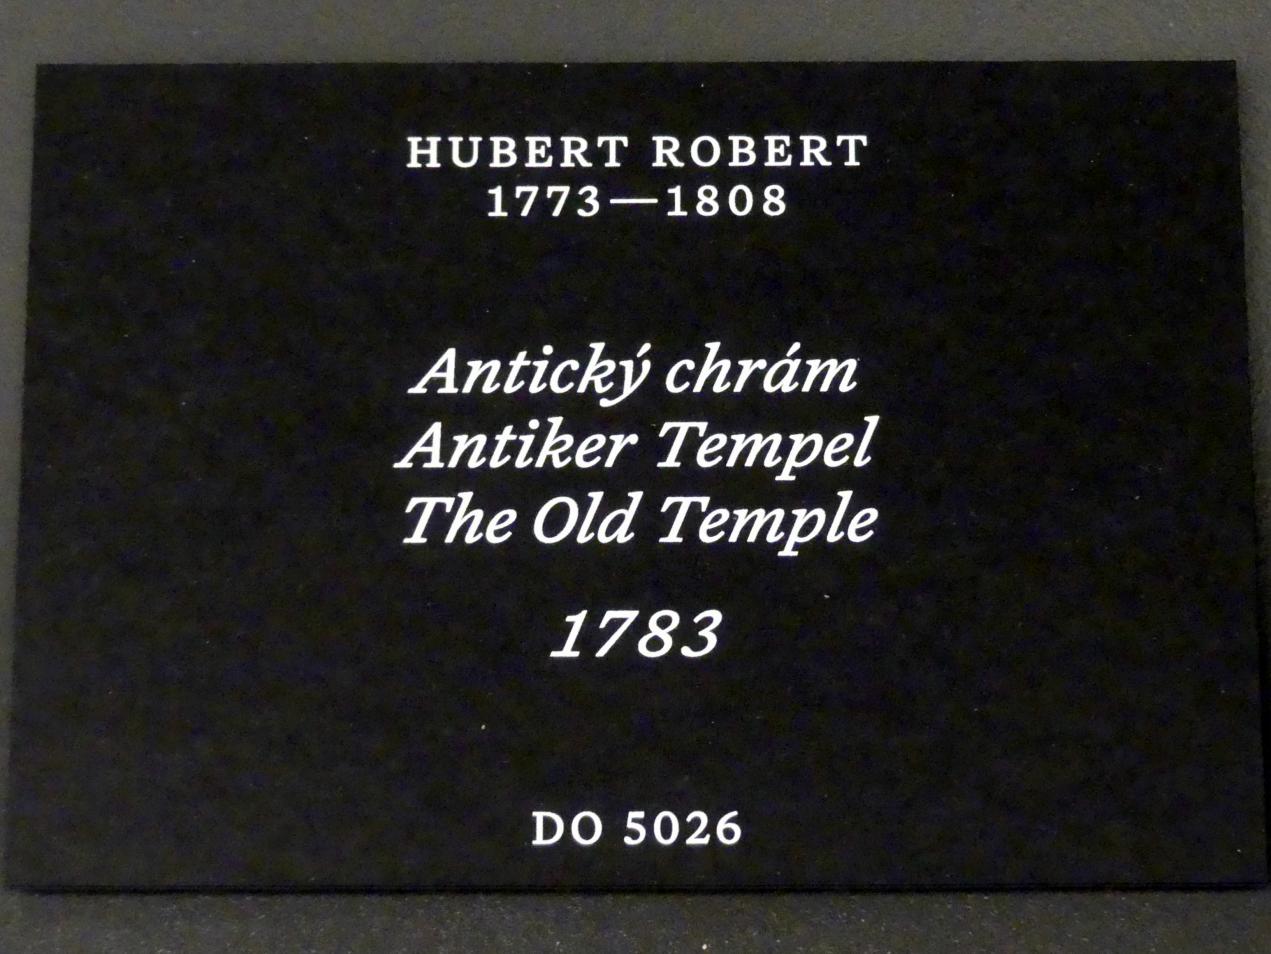 HUBERT ROBERT
1773—1808
Antický chrám
Antiker Tempel
The Old Temple
1783
DO 5026